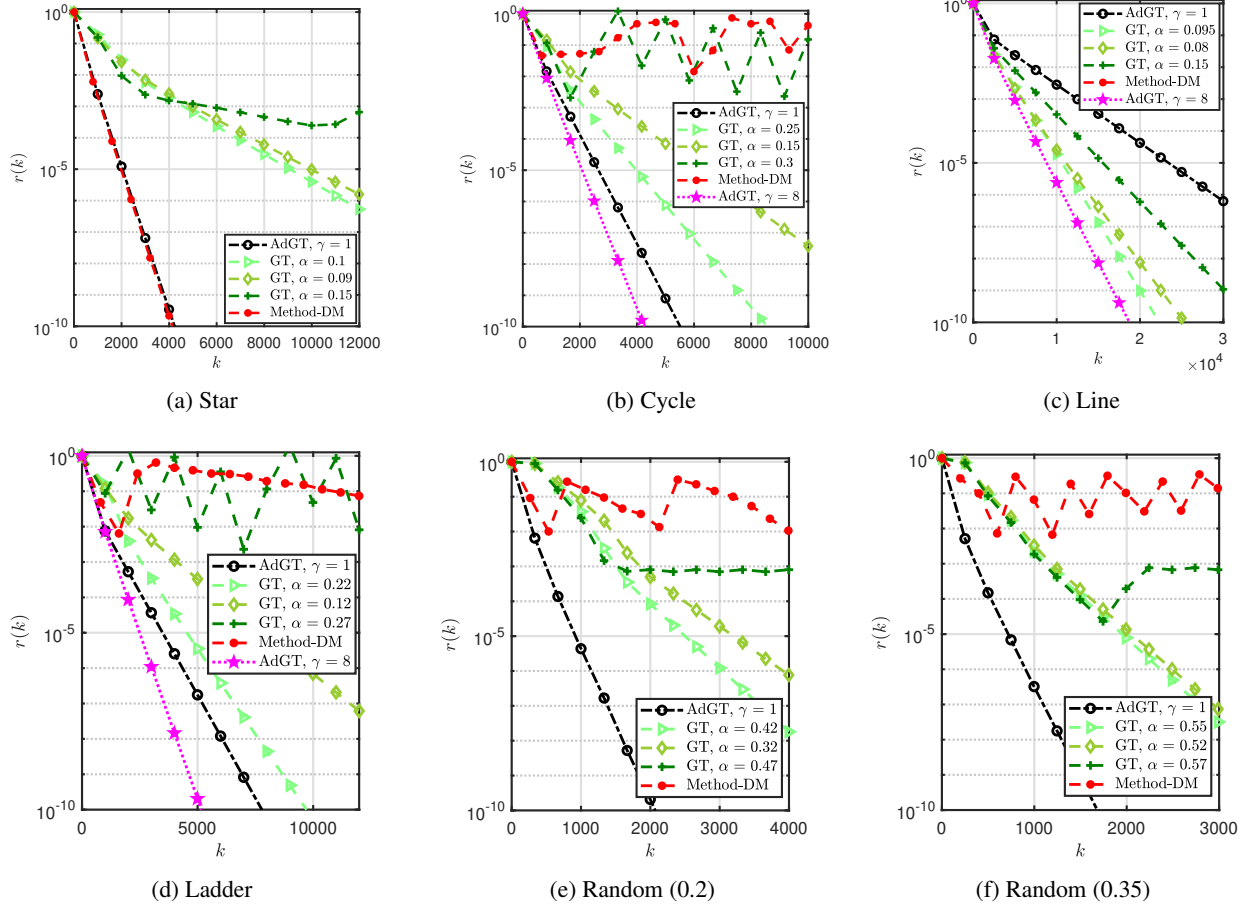 10^0
10^-5
10^-10
r(k)
0 2000 4000 6000 8000 10000 12000
k
AdGT, γ = 1
GT, α = 0.1
GT, α = 0.09
GT, α = 0.15
Method-DM
(a) Star
10^0
10^-5
10^-10
r(k)
0 2000 4000 6000 8000 10000
k
AdGT, γ = 1
GT, α = 0.25
GT, α = 0.15
GT, α = 0.3
Method-DM
AdGT, γ = 8
(b) Cycle
10^0
10^-5
10^-10
r(k)
0 1 2 3
×10^4
k
AdGT, γ = 1
GT, α = 0.095
GT, α = 0.08
GT, α = 0.15
Method-DM
AdGT, γ = 8
(c) Line
10^0
10^-5
10^-10
r(k)
0 5000 10000
k
AdGT, γ = 1
GT, α = 0.22
GT, α = 0.12
GT, α = 0.27
Method-DM
AdGT, γ = 8
(d) Ladder
10^0
10^-5
10^-10
r(k)
0 1000 2000 3000 4000
k
AdGT, γ = 1
GT, α = 0.42
GT, α = 0.32
GT, α = 0.47
Method-DM
(e) Random (0.2)
10^0
10^-5
10^-10
r(k)
0 1000 2000 3000
k
AdGT, γ = 1
GT, α = 0.55
GT, α = 0.52
GT, α = 0.57
Method-DM
(f) Random (0.35)